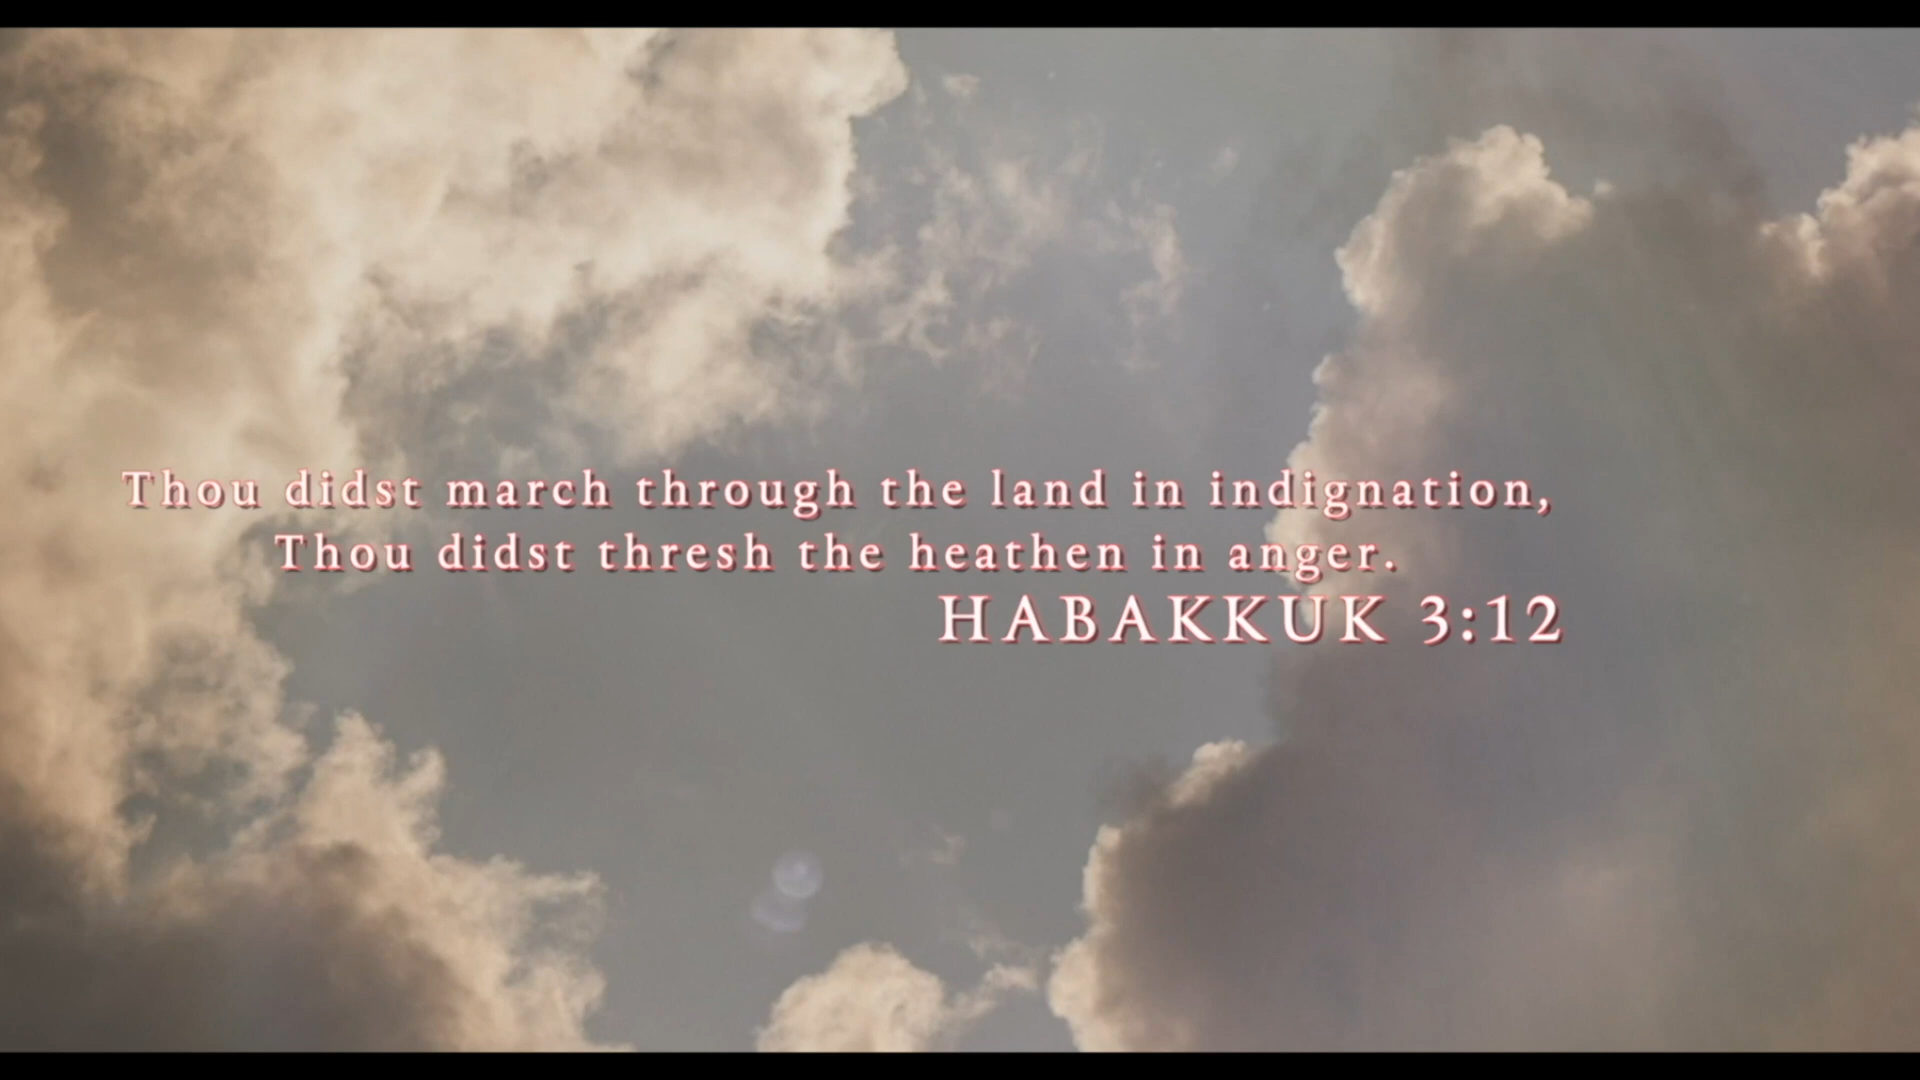 Thou didst march through the land in indignation,
Thou didst thresh the heathen in anger.
HABAKKUK 3:12